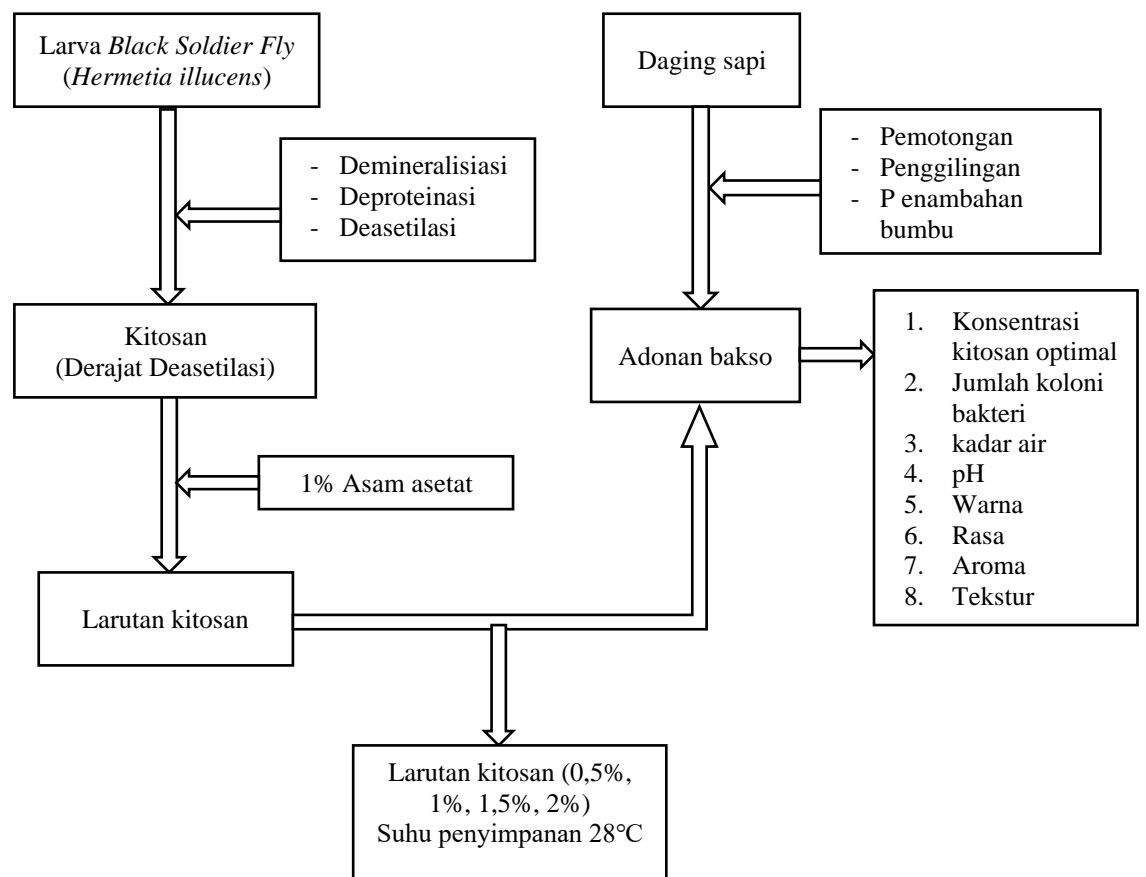 Larva Black Soldier Fly
(Hermetia illucens)
Daging sapi
- Demineralisiasi
- Deproteinasi
- Deasetilasi
- Pemotongan
- Penggilingan
- P enambahan
bumbu
Kitosan
(Derajat Deasetilasi)
Adonan bakso
1. Konsentrasi
kitosan optimal
2. Jumlah koloni
bakteri
3. kadar air
4. pH
5. Warna
6. Rasa
7. Aroma
8. Tekstur
1% Asam asetat
Larutan kitosan
Larutan kitosan (0,5%,
1%, 1,5%, 2%)
Suhu penyimpanan 28°C